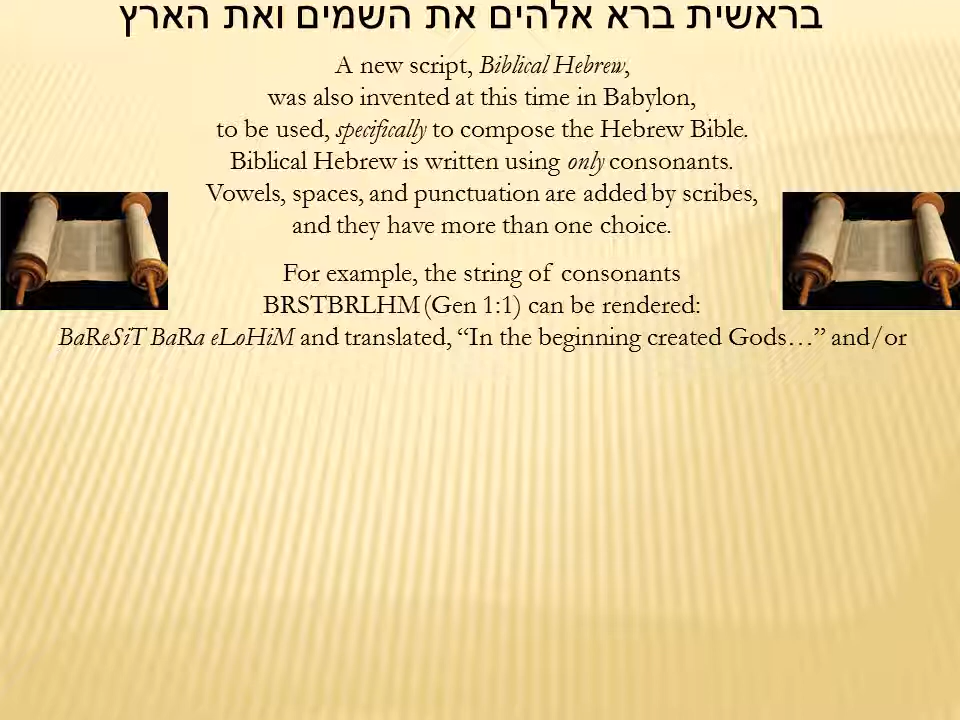 בראשית ברא אלהים את השמים ואת הארץ
A new script, Biblical Hebrew,
was also invented at this time in Babylon,
to be used, specifically to compose the Hebrew Bible.
Biblical Hebrew is written using only consonants.
Vowels, spaces, and punctuation are added by scribes,
and they have more than one choice.
For example, the string of consonants
BRSTBRLHM (Gen 1:1) can be rendered:
BaReSiT BaRa eLoHiM and translated, “In the beginning created Gods…” and/or